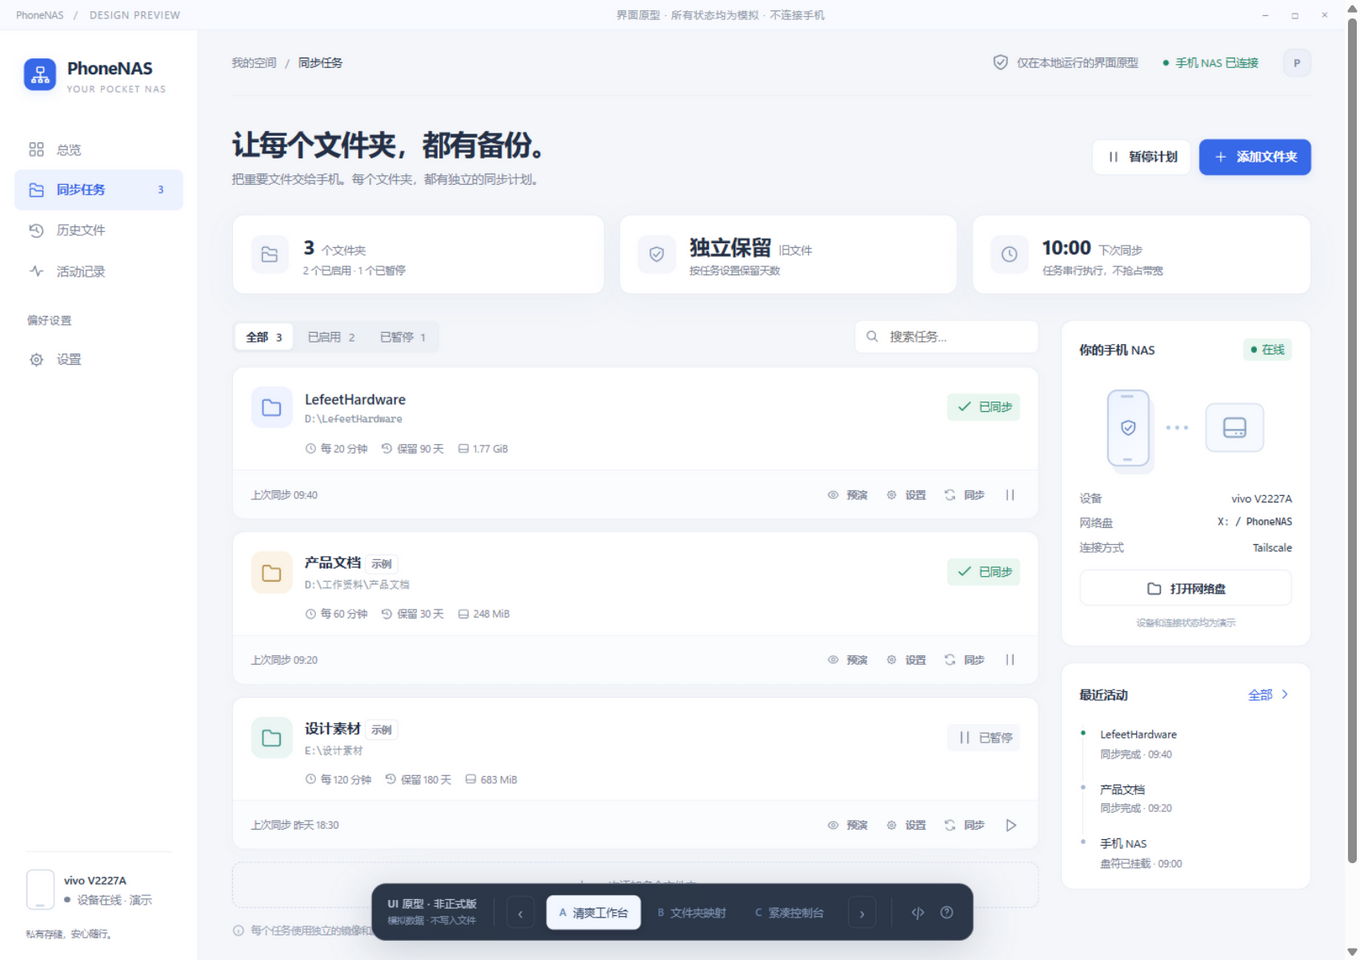 PhoneNAS / DESIGN PREVIEW
界面原型 · 所有状态均为模拟 · 不连接手机
PhoneNAS
YOUR POCKET NAS
总览
同步任务 3
历史文件
活动记录
偏好设置
设置
vivo V2227A
设备在线 · 演示
私有存储，安心随行。
我的空间 / 同步任务
仅在本地运行的界面原型
手机 NAS 已连接
P
让每个文件夹，都有备份。
把重要文件交给手机。每个文件夹，都有独立的同步计划。
暂停计划
添加文件夹
3 个文件夹
2 个已启用 · 1 个已暂停
独立保留 旧文件
按任务设置保留天数
10:00 下次同步
任务串行执行，不抢占带宽
全部 3
已启用 2
已暂停 1
搜索任务...
LefeetHardware
D:\LefeetHardware
已同步
每 20 分钟 保留 90 天 1.77 GiB
上次同步 09:40
预演 设置 同步
产品文档 示例
D:\工作资料\产品文档
已同步
每 60 分钟 保留 30 天 248 MiB
上次同步 09:20
预演 设置 同步
设计素材 示例
E:\设计素材
已暂停
每 120 分钟 保留 180 天 683 MiB
上次同步 昨天 18:30
预演 设置 同步
每个任务使用独立的镜像和
你的手机 NAS
在线
设备 vivo V2227A
网络盘 X: / PhoneNAS
连接方式 Tailscale
打开网络盘
设备和连接状态均为演示
最近活动 全部
LefeetHardware
同步完成 · 09:40
产品文档
同步完成 · 09:20
手机 NAS
盘符已挂载 · 09:00
UI 原型 · 非正式版
模拟数据 · 不写入文件
A 清爽工作台
B 文件夹映射
C 紧凑控制台